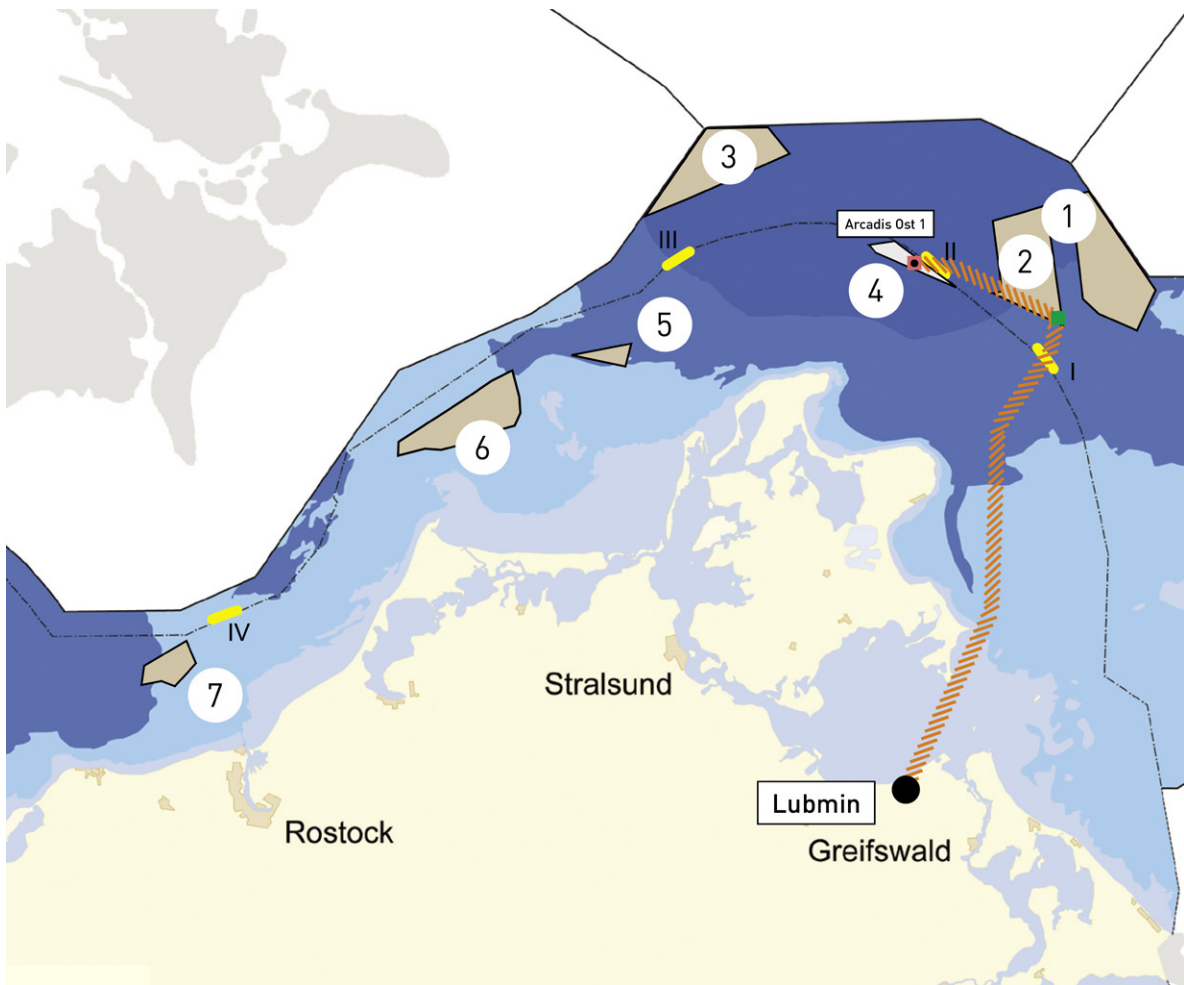 1
3
Arcadis Ost 1
III
II
2
4
5
I
6
IV
7
Stralsund
Lubmin
Rostock
Greifswald